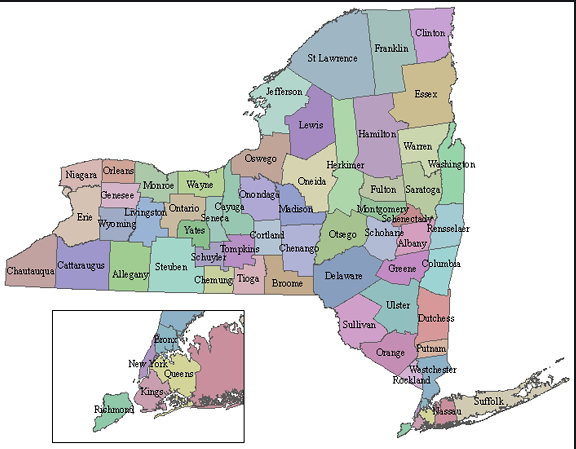 Clinton
Franklin
St Lawrence
Essex
Jefferson
Lewis
Hamilton
Warren
Washington
Oswego
Herkimer
Oneida
Fulton
Saratoga
Orleans
Niagara
Monroe
Wayne
Genesee
Onondaga
Madison
Cayuga
Ontario
Seneca
Livingston
Wyoming
Erie
Montgomery
Schenectady
Rensselaer
Otsego
Schoharie
Albany
Yates
Cortland
Chenango
Tompkins
Schuyler
Greene
Columbia
Chautauqua
Cattaraugus
Allegany
Steuben
Chemung
Tioga
Broome
Delaware
Ulster
Dutchess
Sullivan
Orange
Putnam
Westchester
Rockland
Suffolk
Nassau
Bronx
New York
Queens
Kings
Richmond